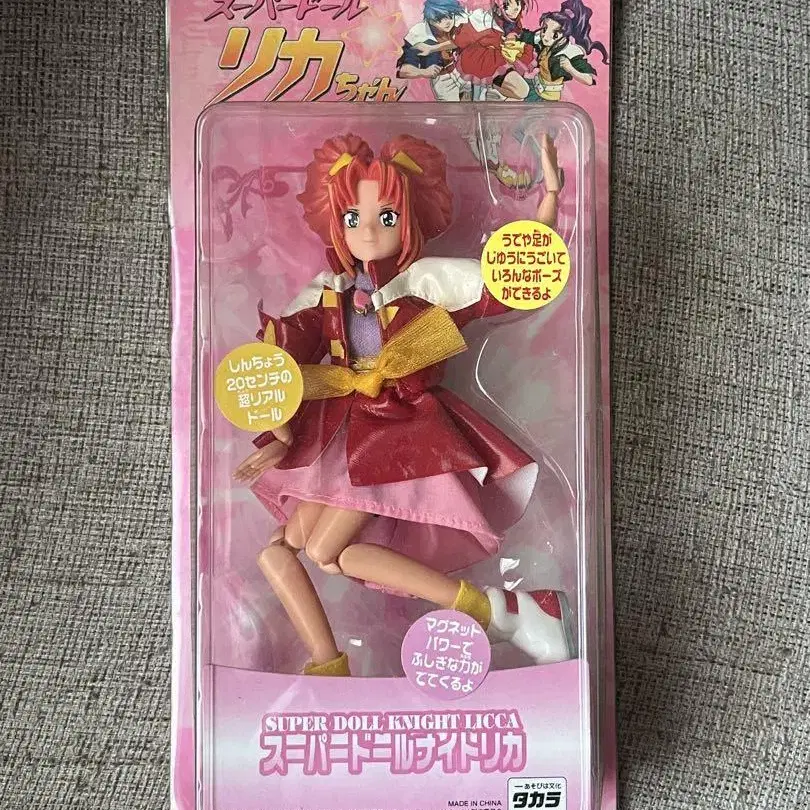 スーパードール
リカちゃん
うでや足が
じゆうにうごいて
いろんなポーズ
ができるよ
しんちょう
20センチの
超リアル
ドール
マグネット
パワーで
ふしぎな力が
でてくるよ
SUPER DOLL KNIGHT LICCA
スーパードールナイトリカ
ーあそびは文化
タカラ
MADE IN CHINA